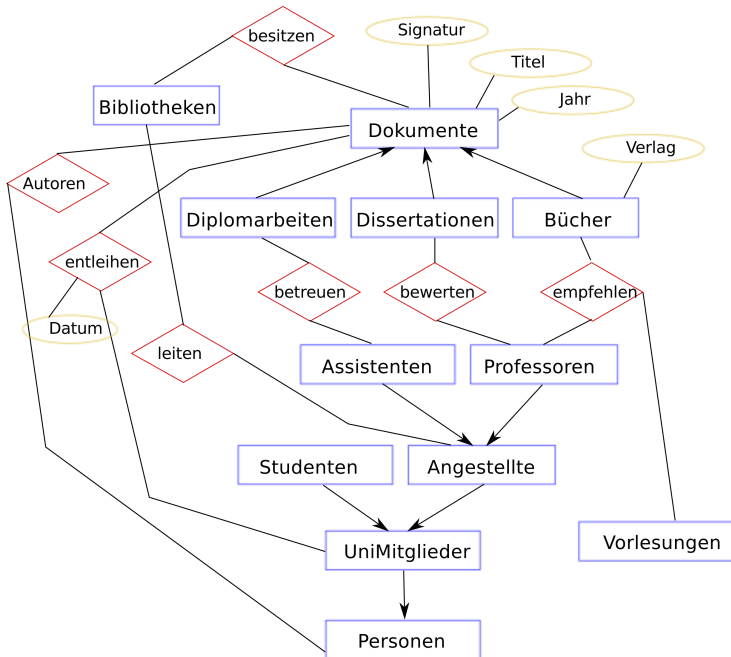 besitzen
Signatur
Titel
Jahr
Bibliotheken
Dokumente
Verlag
Autoren
Diplomarbeiten
Dissertationen
Bücher
entleihen
betreuen
bewerten
empfehlen
Datum
leiten
Assistenten
Professoren
Studenten
Angestellte
UniMitglieder
Vorlesungen
Personen